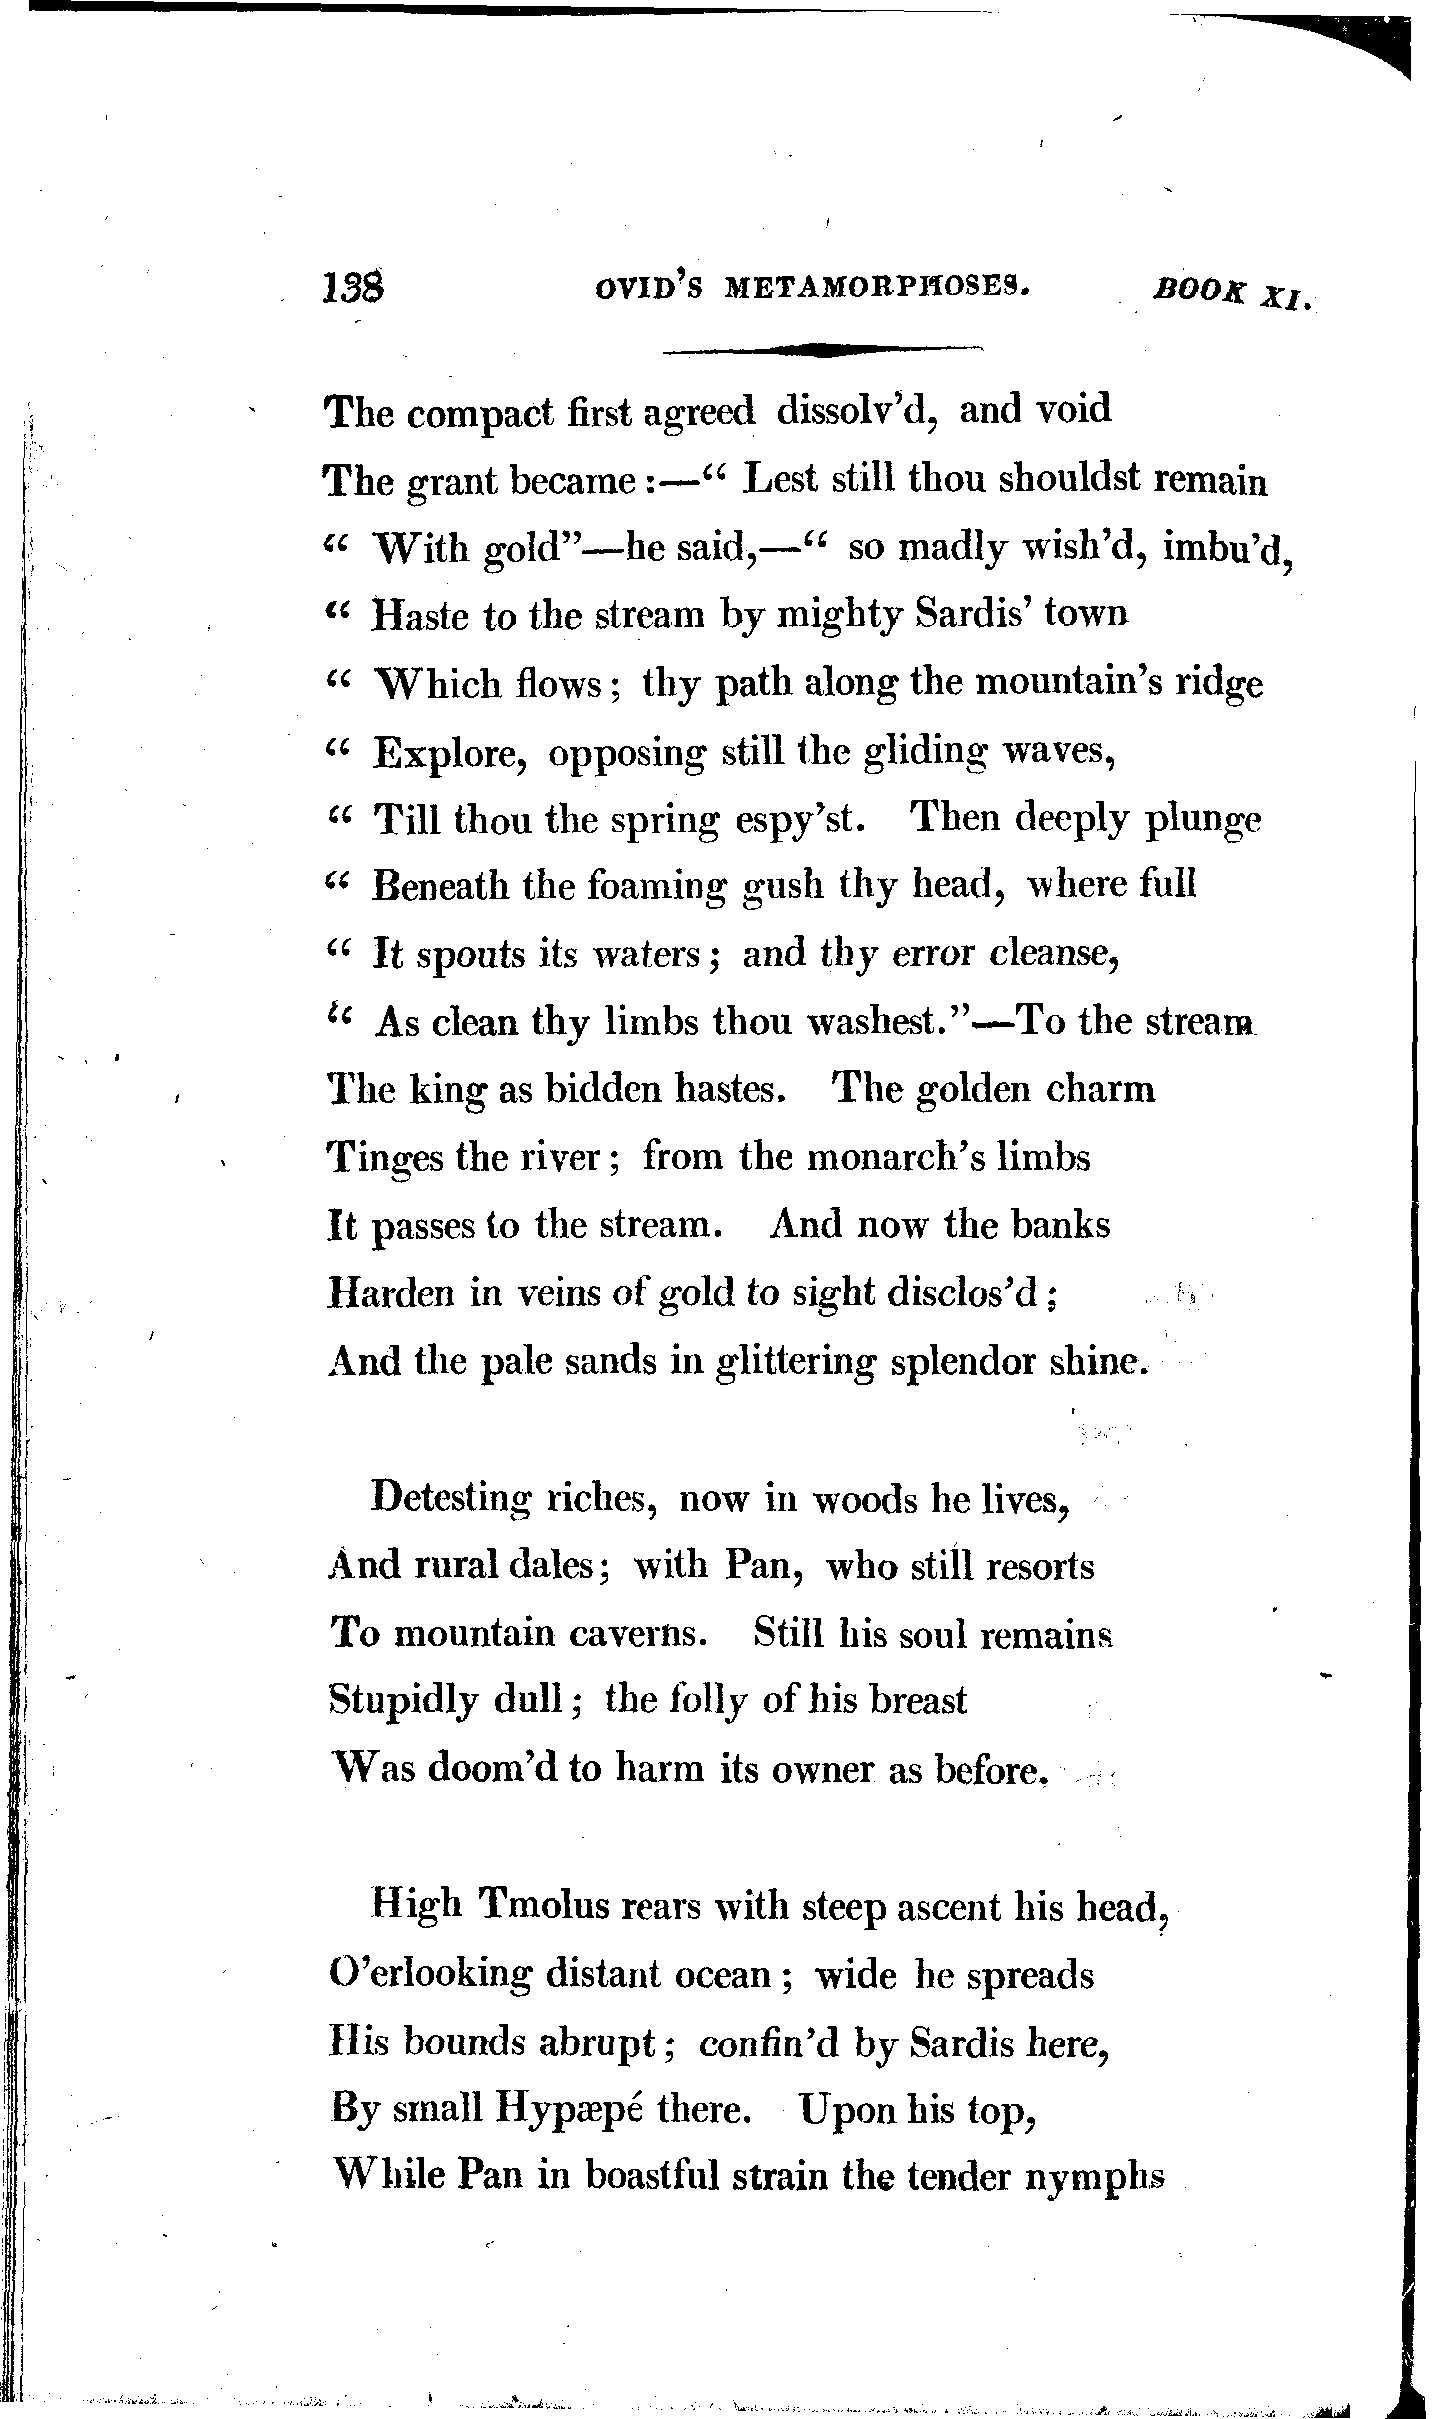 138 OVID'S METAMORPHOSES. BOOK XI.
The compact first agreed dissolv'd, and void
The grant became :—“ Lest still thou shouldst remain
“ With gold”—he said,—“ so madly wish'd, imbu'd,
“ Haste to the stream by mighty Sardis' town
“ Which flows ; thy path along the mountain's ridge
“ Explore, opposing still the gliding waves,
“ Till thou the spring espy'st. Then deeply plunge
“ Beneath the foaming gush thy head, where full
“ It spouts its waters ; and thy error cleanse,
“ As clean thy limbs thou washest.”—To the stream
The king as bidden hastes. The golden charm
Tinges the river ; from the monarch's limbs
It passes to the stream. And now the banks
Harden in veins of gold to sight disclos'd ;
And the pale sands in glittering splendor shine.
Detesting riches, now in woods he lives,
And rural dales ; with Pan, who still resorts
To mountain caverns. Still his soul remains
Stupidly dull ; the folly of his breast
Was doom'd to harm its owner as before.
High Tmolus rears with steep ascent his head,
O'erlooking distant ocean ; wide he spreads
His bounds abrupt ; confin'd by Sardis here,
By small Hypæpé there. Upon his top,
While Pan in boastful strain the tender nymphs